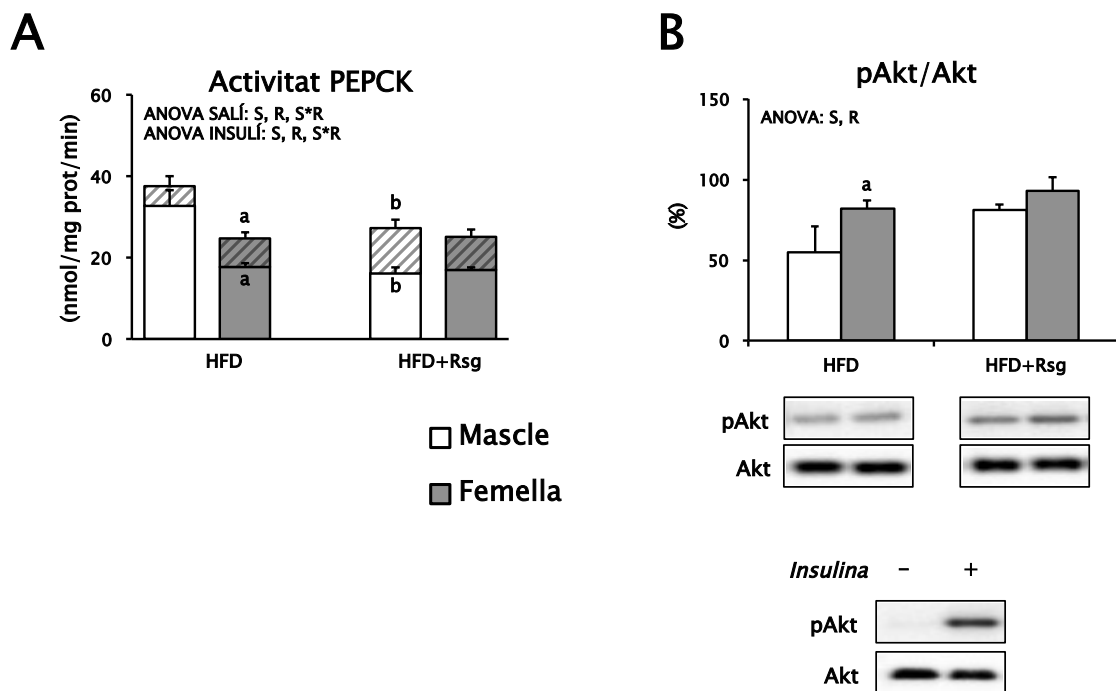 A
Activitat PEPCK
60
ANOVA SALÍ: S, R, S*R
ANOVA INSULÍ: S, R, S*R
40
20
0
(nmol/mg prot/min)
a
a
b
b
HFD
HFD+Rsg
Mascle
Femella
B
pAkt/Akt
150
ANOVA: S, R
100
50
0
(%)
a
HFD
HFD+Rsg
pAkt
Akt
Insulina - +
pAkt
Akt